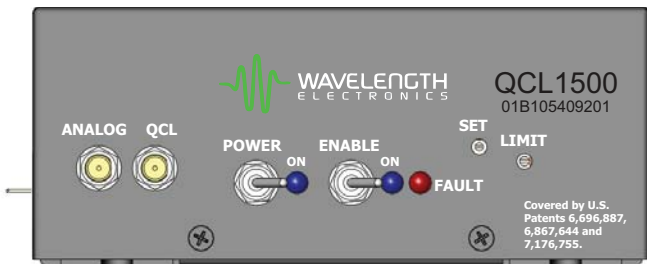 WAVELENGTH
ELECTRONICS
QCL1500
01B105409201
ANALOG QCL
POWER ENABLE
SET
LIMIT
ON ON
FAULT
Covered by U.S.
Patents 6,696,887,
6,867,644 and
7,176,755.